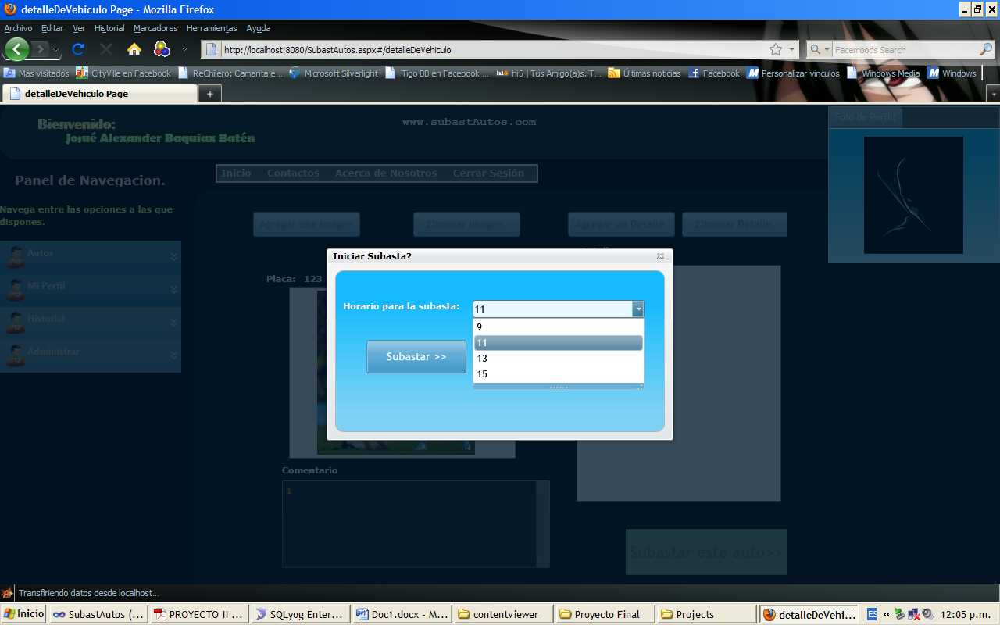 detalleDeVehiculo Page - Mozilla Firefox
Archivo Editar Ver Historial Marcadores Herramientas Ayuda
http://localhost:8080/SubastAutos.aspx#/detalleDeVehiculo
Facemoods Search
Más visitados CityVille en Facebook ReChilero: Camarita e... Microsoft Silverlight Tigo BB en Facebook ... hi5 | Tus Amigo(a)s. T... Últimas noticias Facebook Personalizar vínculos Windows Media Windows
detalleDeVehiculo Page
Bienvenido:
Josué Alexander Baquiax Batén
www.subastAutos.com
Foto de Perfil!
Inicio Contactos Acerca de Nosotros Cerrar Sesión
Panel de Navegacion.
Navega entre las opciones a las que
dispones.
Autos
Mi Perfil
Historial
Administrar
Agregar una Imagen Eliminar Imagen. Agregar un Detalle. Eliminar Detalle.
Placa: 123
Iniciar Subasta?
Horario para la subasta:
11
9
11
13
15
Subastar >>
Comentario
1
Subastar este auto>>
Transfiriendo datos desde localhost...
Inicio SubastAutos (... PROYECTO II ... SQLyog Enter... Doc1.docx - M... contentviewer Proyecto Final Projects detalleDeVehi... ES « 12:05 p.m.